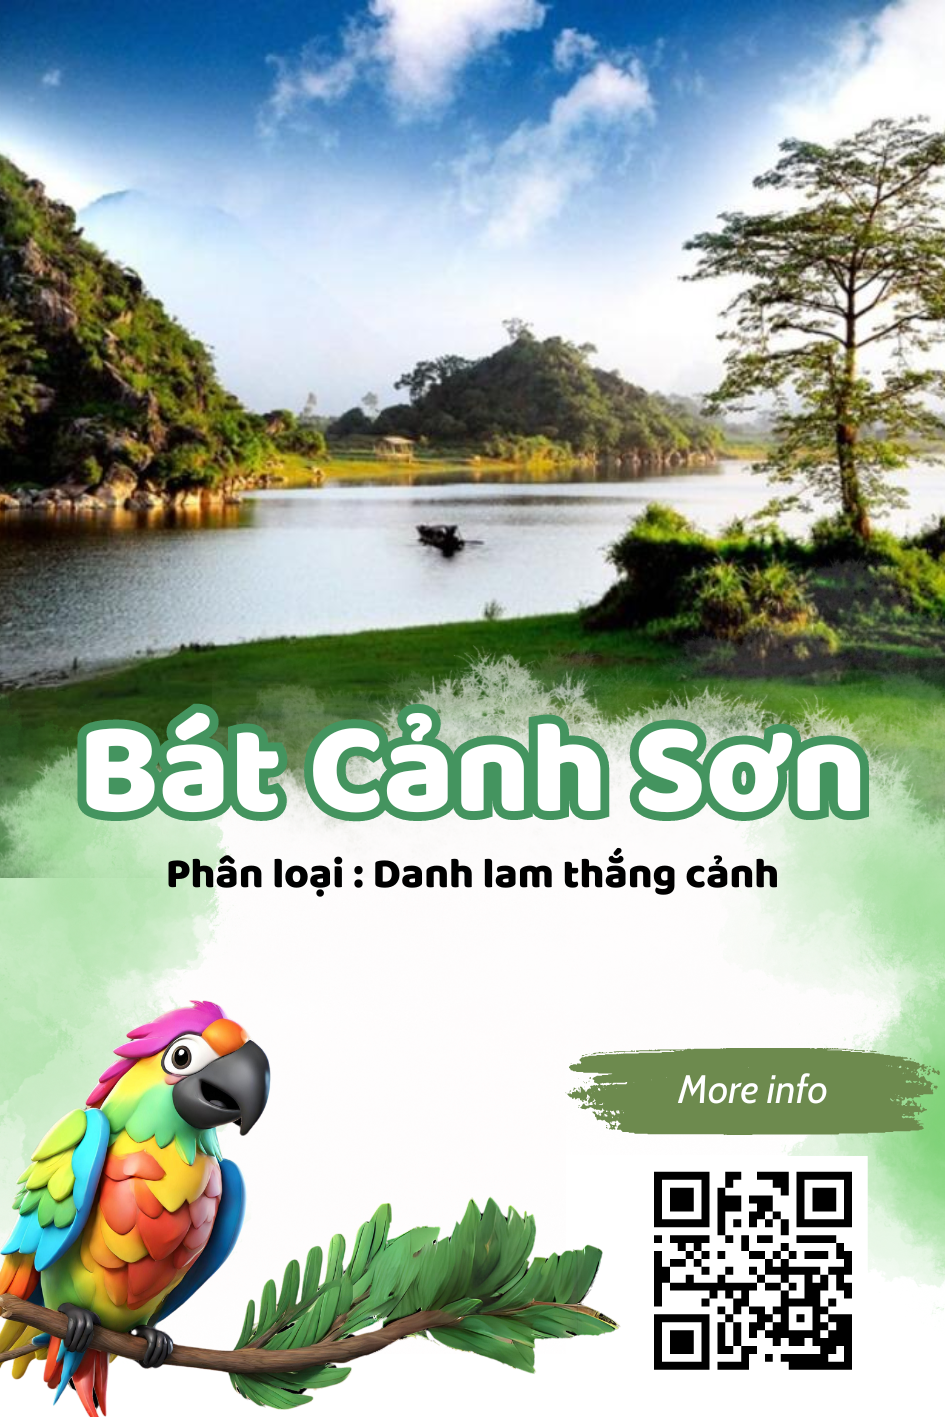 Bát Cảnh Sơn
Phân loại : Danh lam thắng cảnh
More info